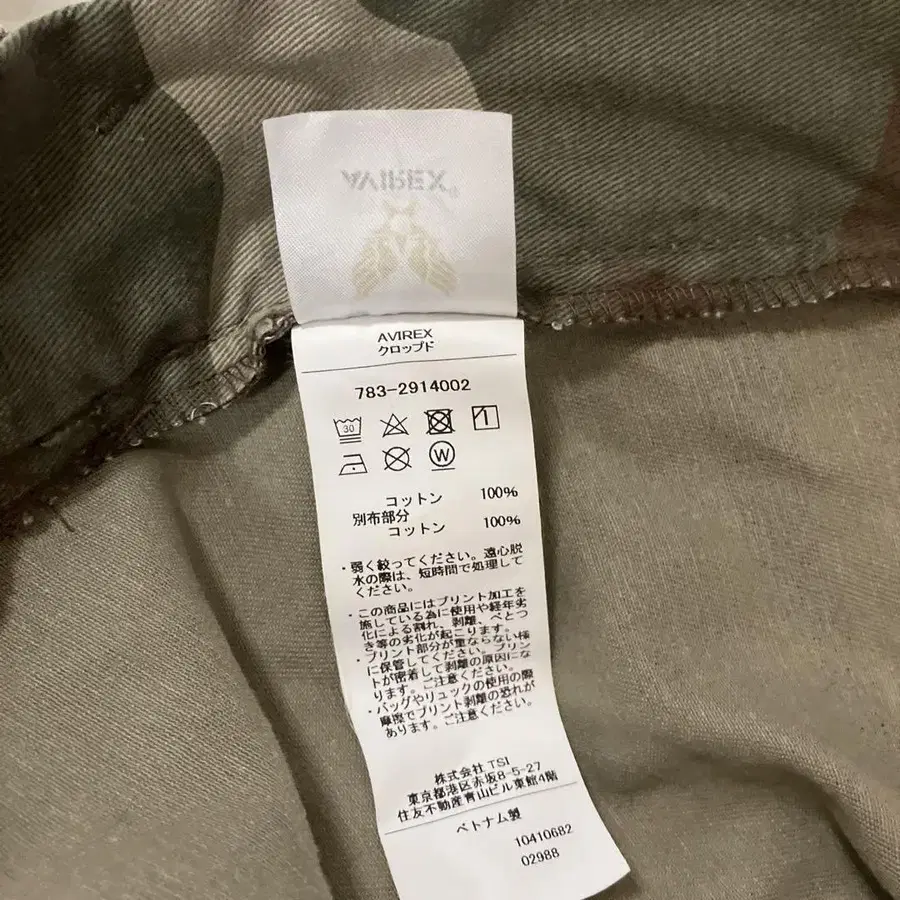 AVIREX
AVIREX
クロップド
783-2914002
30
W
コットン 100%
別布部分
コットン 100%
・弱く絞ってください。遠心脱
水の際は、短時間で処理して
ください。
・この商品にはプリント加工を
施している為に使用や経年劣
化による割れ、剥離、べとつ
き等の劣化が起こります。
・プリント部分が重ならない様
に保管してください。プリン
トが密着して剥離の原因にな
ります。ご注意ください。
・バッグやリュックの使用の際
摩擦でプリント剥離の恐れが
あります。ご注意ください。
株式会社 TSI
東京都港区赤坂8-5-27
住友不動産青山ビル東館4階
ベトナム製
10410682
02988